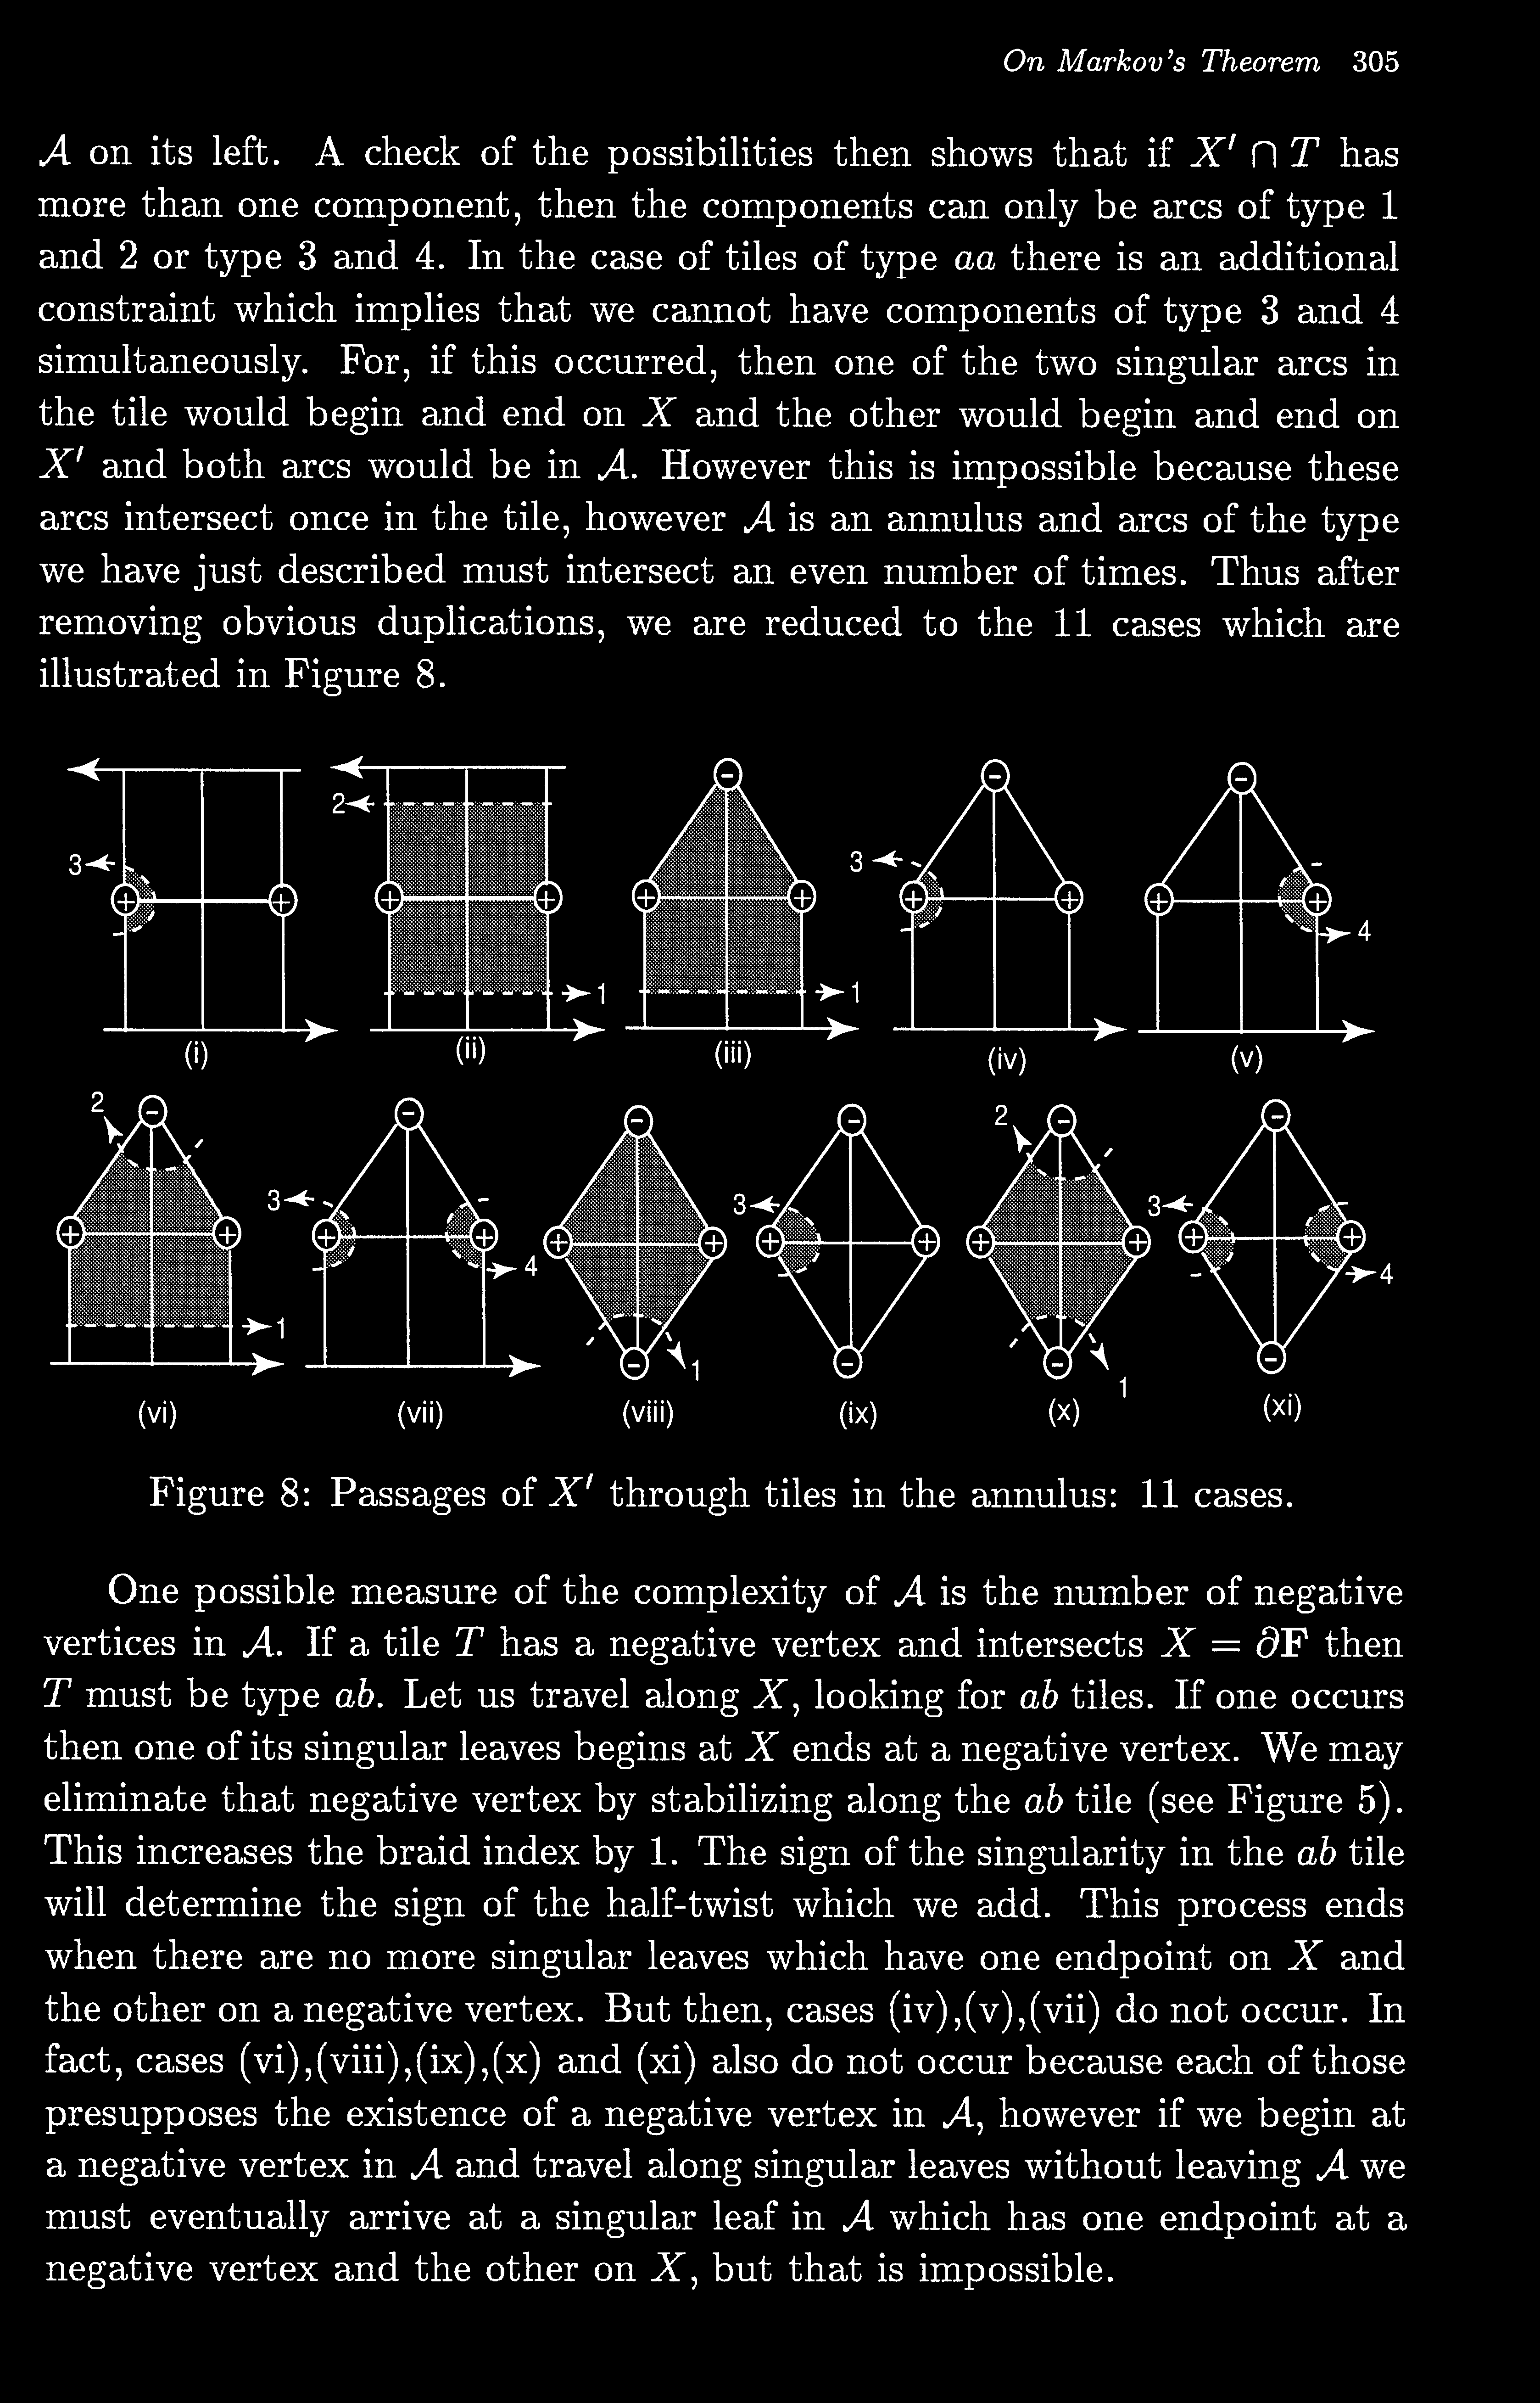 On Markov's Theorem 305
A on its left. A check of the possibilities then shows that if X′ ∩ T has
more than one component, then the components can only be arcs of type 1
and 2 or type 3 and 4. In the case of tiles of type aa there is an additional
constraint which implies that we cannot have components of type 3 and 4
simultaneously. For, if this occurred, then one of the two singular arcs in
the tile would begin and end on X and the other would begin and end on
X′ and both arcs would be in A. However this is impossible because these
arcs intersect once in the tile, however A is an annulus and arcs of the type
we have just described must intersect an even number of times. Thus after
removing obvious duplications, we are reduced to the 11 cases which are
illustrated in Figure 8.
- - -
2
3 3
+ + + + + + + + + +
4
1 1
(i) (ii) (iii) (iv) (v)
2 - - - - 2 - -
3 3 3
+ + + + + + + + + + + +
4 4
1 - 1 - - 1 -
(vi) (vii) (viii) (ix) (x) (xi)
Figure 8: Passages of X′ through tiles in the annulus: 11 cases.
One possible measure of the complexity of A is the number of negative
vertices in A. If a tile T has a negative vertex and intersects X = ∂F then
T must be type ab. Let us travel along X, looking for ab tiles. If one occurs
then one of its singular leaves begins at X ends at a negative vertex. We may
eliminate that negative vertex by stabilizing along the ab tile (see Figure 5).
This increases the braid index by 1. The sign of the singularity in the ab tile
will determine the sign of the half-twist which we add. This process ends
when there are no more singular leaves which have one endpoint on X and
the other on a negative vertex. But then, cases (iv),(v),(vii) do not occur. In
fact, cases (vi),(viii),(ix),(x) and (xi) also do not occur because each of those
presupposes the existence of a negative vertex in A, however if we begin at
a negative vertex in A and travel along singular leaves without leaving A we
must eventually arrive at a singular leaf in A which has one endpoint at a
negative vertex and the other on X, but that is impossible.